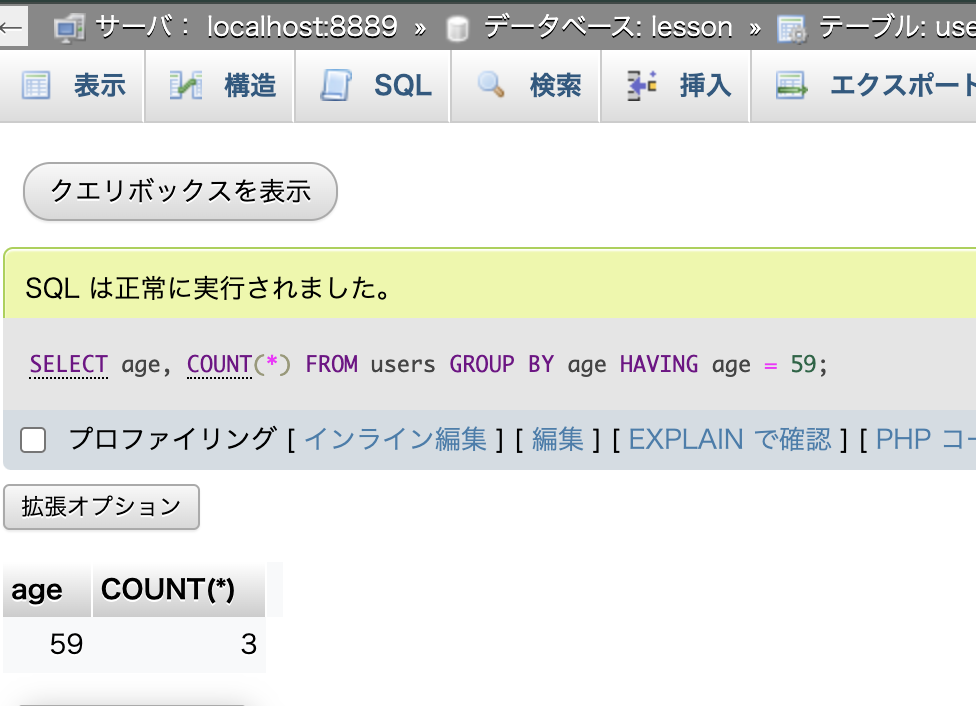 サーバ： localhost:8889 » データベース: lesson » テーブル: use
表示 構造 SQL 検索 挿入 エクスポート
クエリボックスを表示
SQL は正常に実行されました。
SELECT age, COUNT(*) FROM users GROUP BY age HAVING age = 59;
プロファイリング [ インライン編集 ] [ 編集 ] [ EXPLAIN で確認 ] [ PHP コー
拡張オプション
age COUNT(*)
59 3